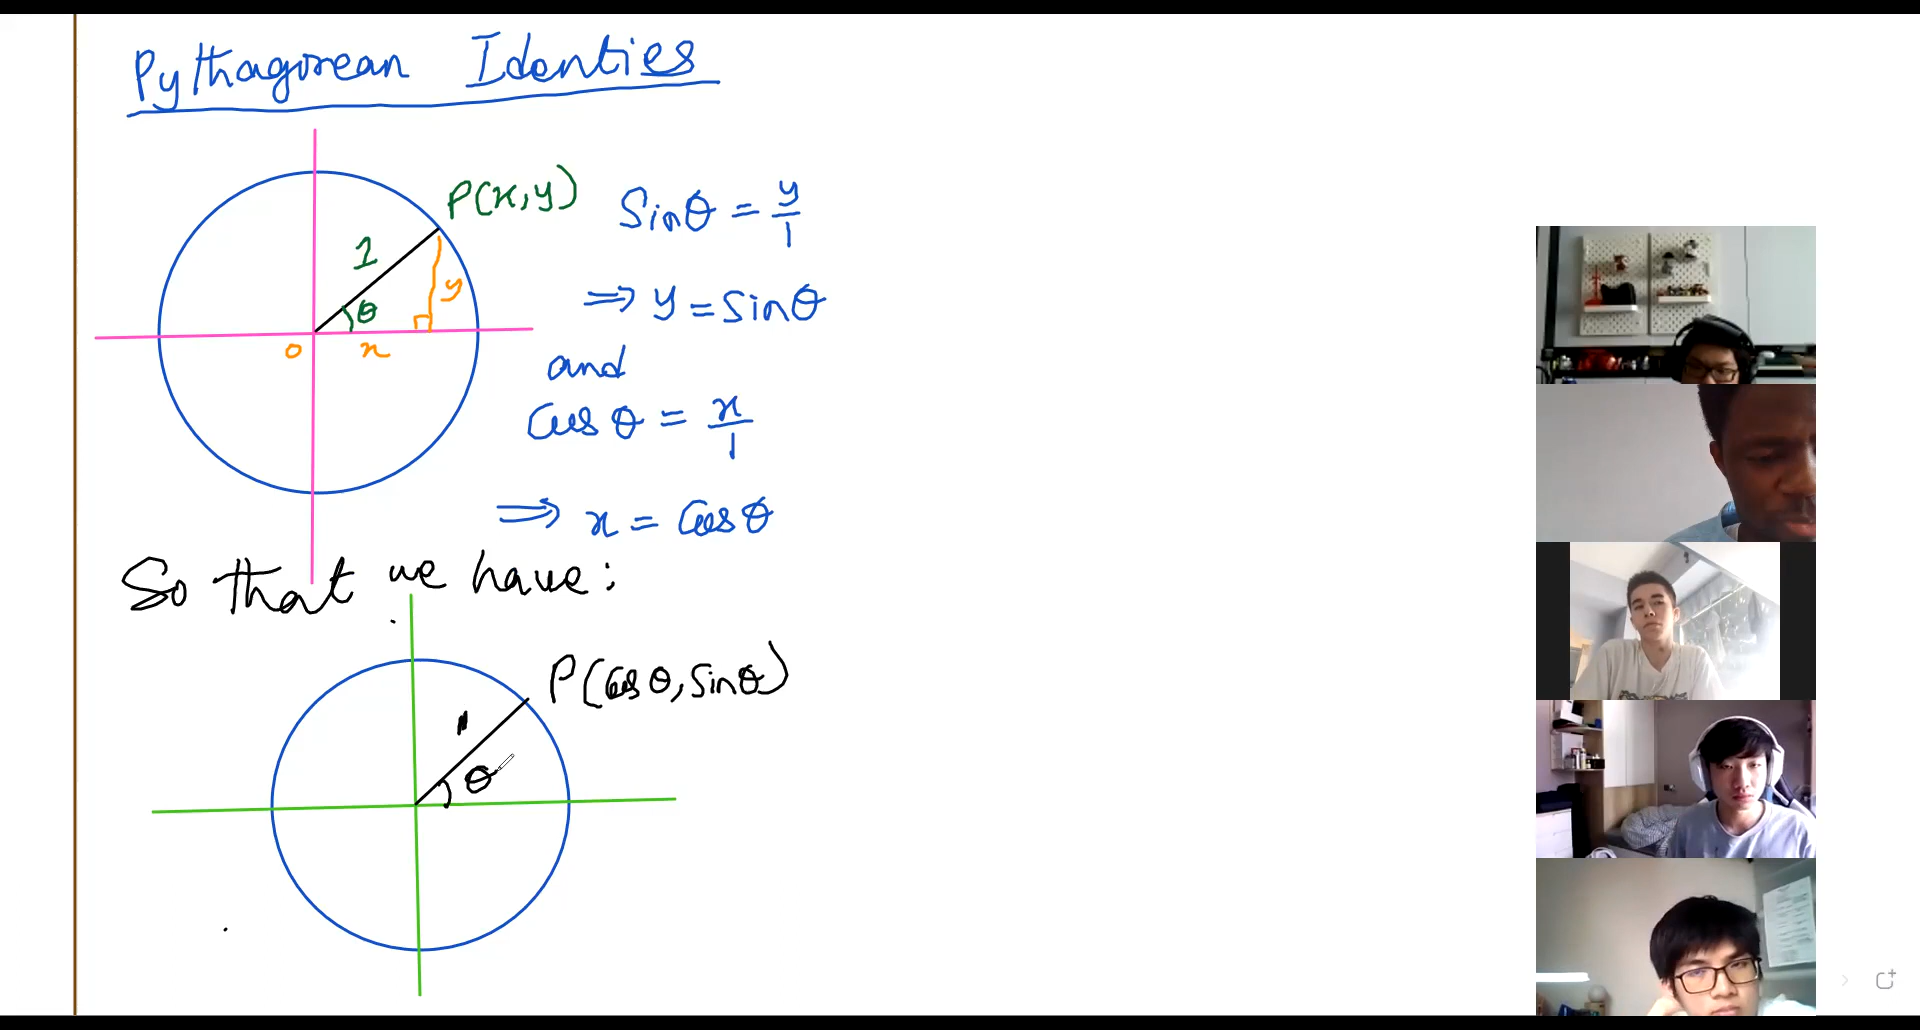 Pythagorean Identies
P(x,y)
1
θ
y
o
x
Sinθ = y/1
⇒ y = sinθ
and
Cos θ = x/1
⇒ x = Cos θ
So that we have:
P(Cos θ, Sinθ)
1
θ